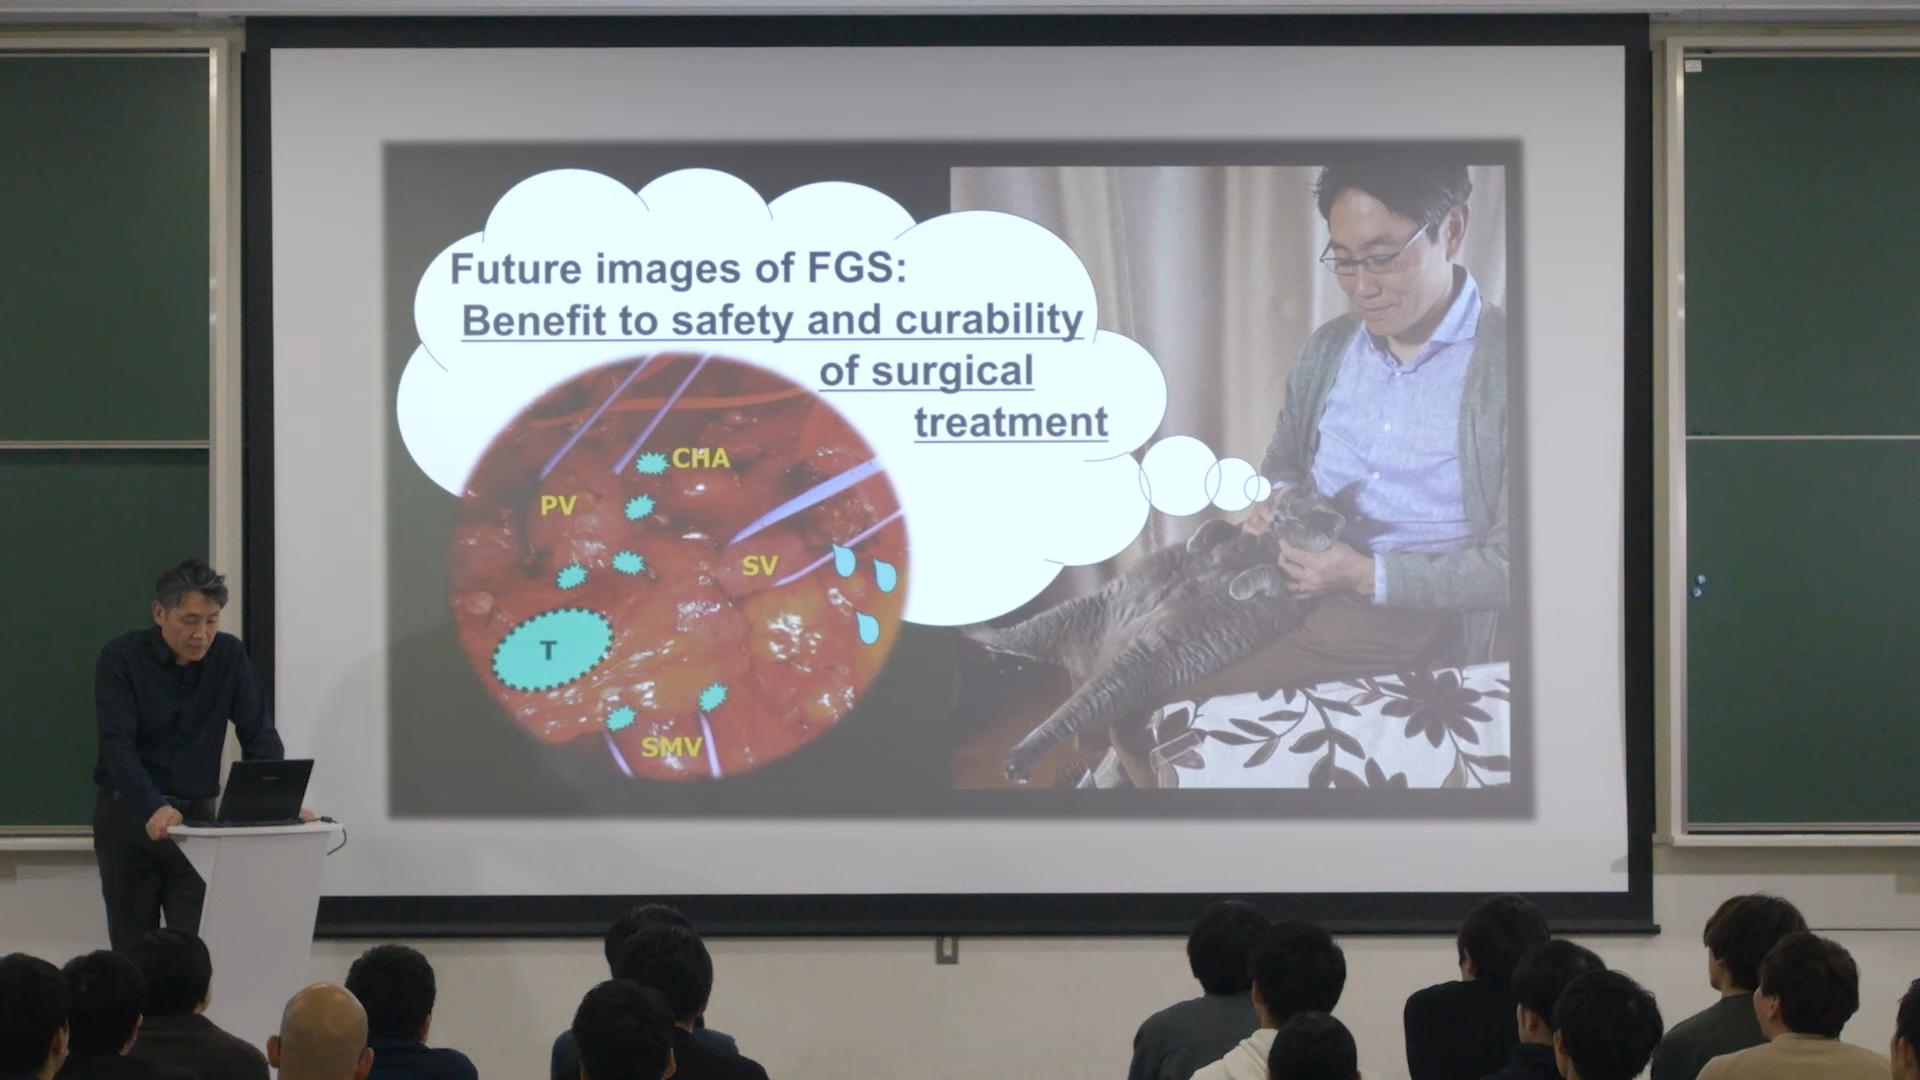 Future images of FGS:
Benefit to safety and curability
of surgical
treatment
CHA
PV
SV
T
SMV